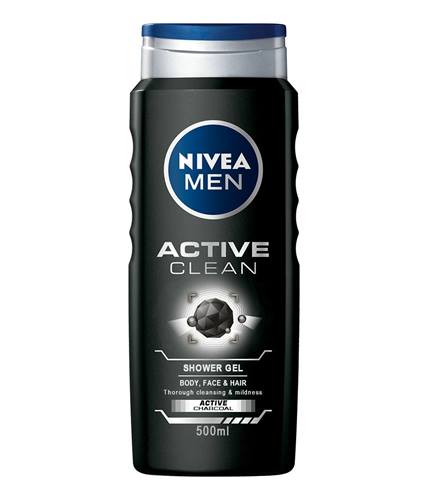 NIVEA
MEN
ACTIVE
CLEAN
SHOWER GEL
BODY, FACE & HAIR
Thorough cleansing & mildness
ACTIVE
CHARCOAL
500ml